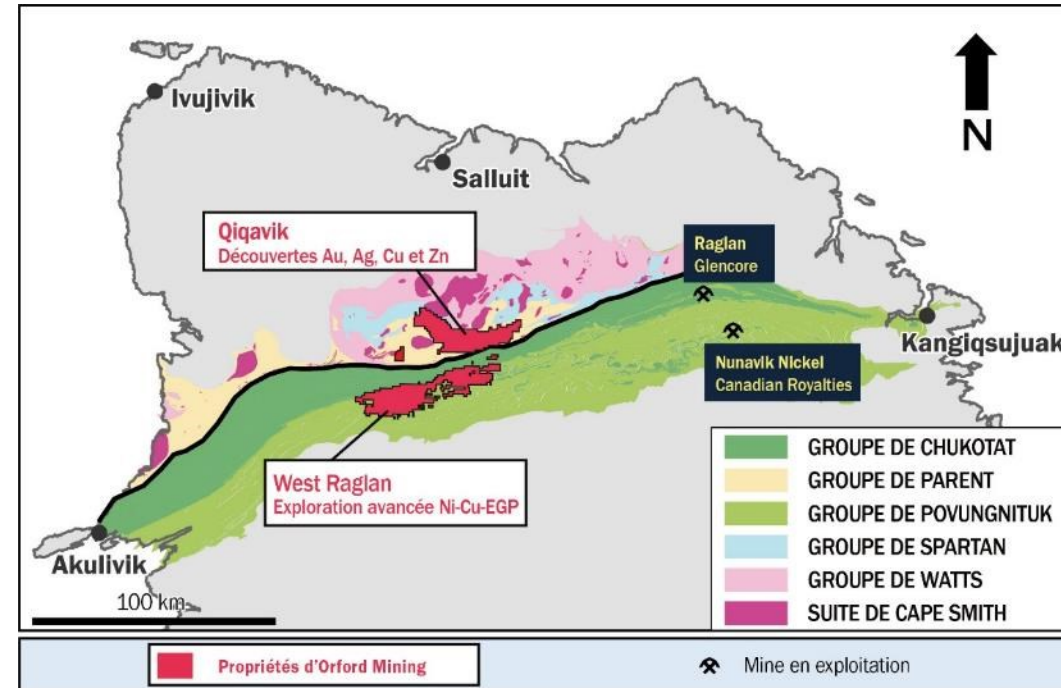 Ivujivik
N
Salluit
Qiqavik
Découvertes Au, Ag, Cu et Zn
Raglan
Glencore
Kangiqsujuak
Nunavik NIckel
Canadian Royalties
West Raglan
Exploration avancée Ni-Cu-EGP
Akulivik
100 km
GROUPE DE CHUKOTAT
GROUPE DE PARENT
GROUPE DE POVUNGNITUK
GROUPE DE SPARTAN
GROUPE DE WATTS
SUITE DE CAPE SMITH
Propriétés d'Orford Mining
Mine en exploitation